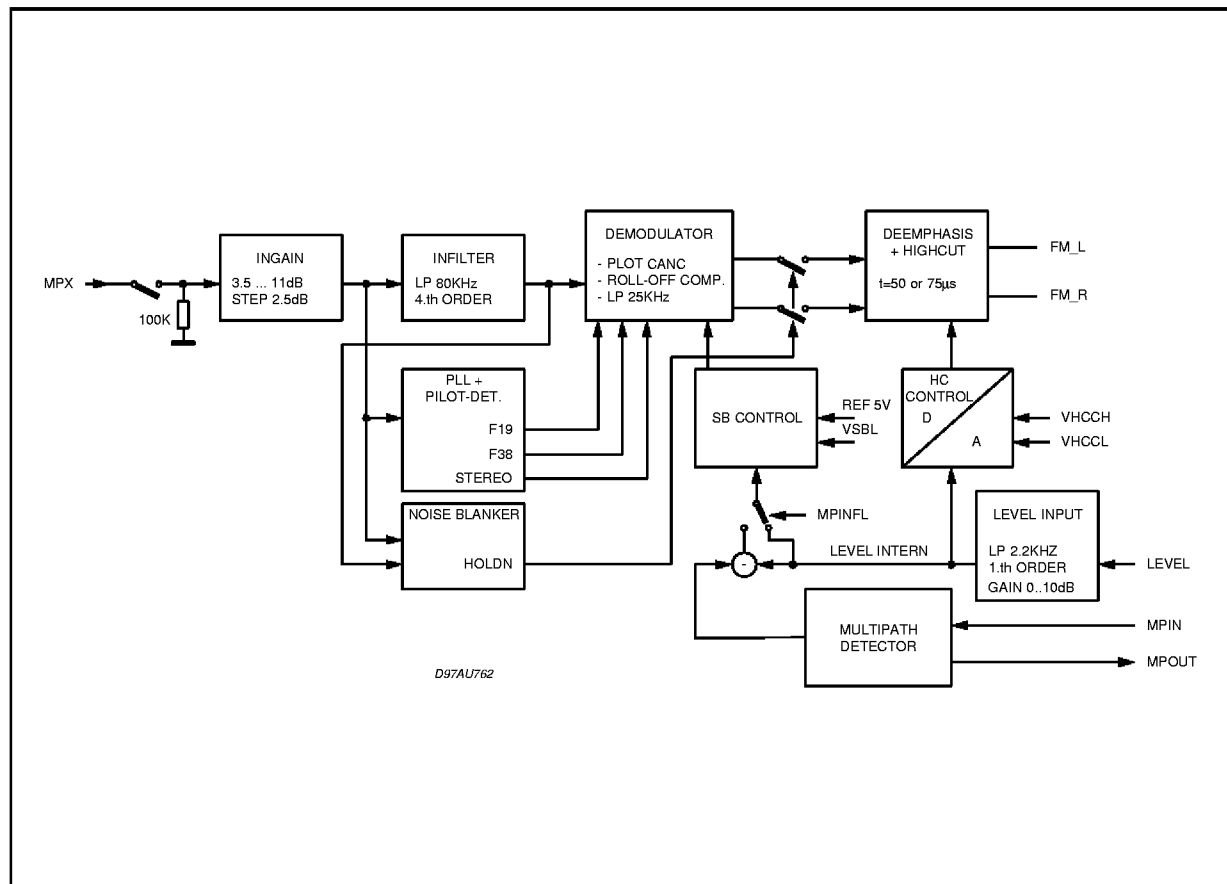 MPX
100K
INGAIN
3.5 ... 11dB
STEP 2.5dB
INFILTER
LP 80KHz
4.th ORDER
DEMODULATOR
- PLOT CANC
- ROLL-OFF COMP.
- LP 25KHz
DEEMPHASIS
+ HIGHCUT
t=50 or 75µs
FM_L
FM_R
PLL +
PILOT-DET.
F19
F38
STEREO
SB CONTROL
REF 5V
VSBL
HC
CONTROL
D
A
VHCCH
VHCCL
NOISE BLANKER
HOLDN
MPINFL
LEVEL INTERN
-
LEVEL INPUT
LP 2.2KHZ
1.th ORDER
GAIN 0..10dB
LEVEL
MULTIPATH
DETECTOR
MPIN
MPOUT
D97AU762